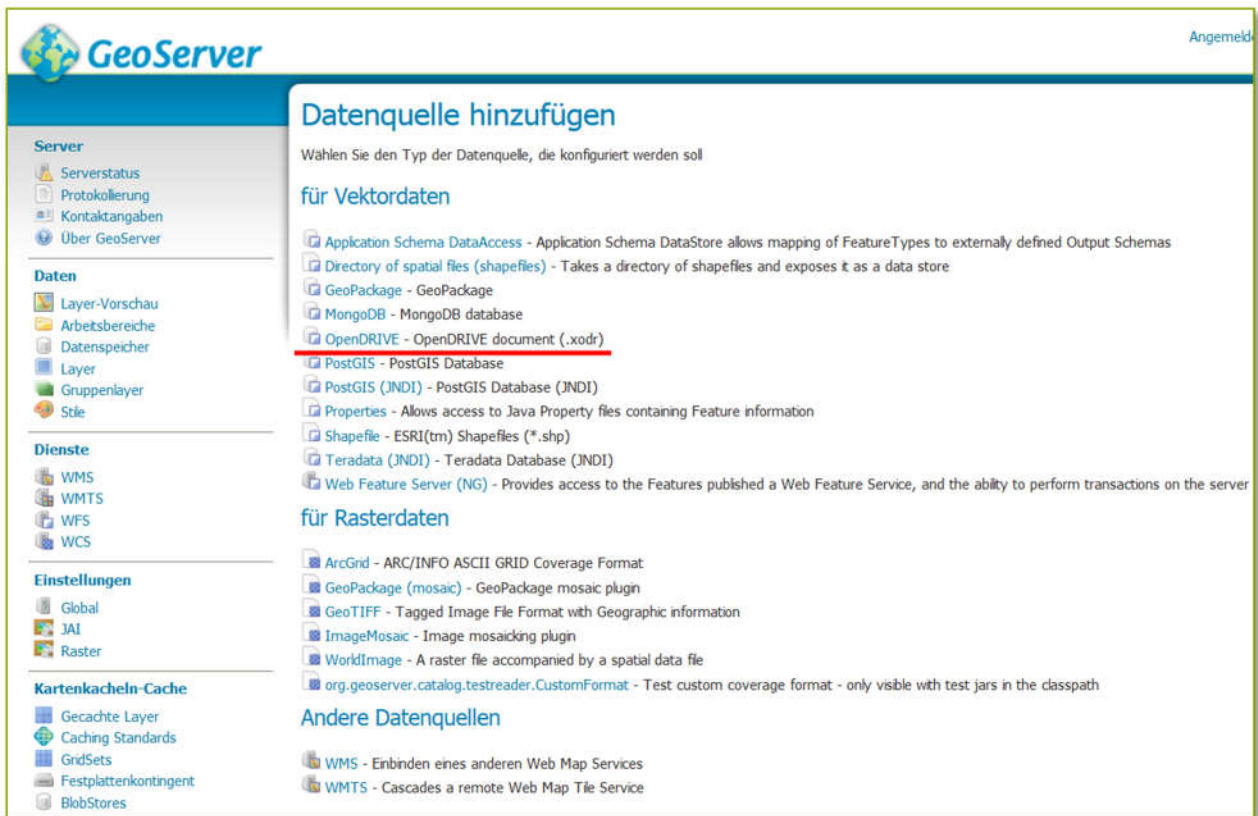 GeoServer
Angemelde
Datenquelle hinzufügen
Wählen Sie den Typ der Datenquelle, die konfiguriert werden soll
Server
Serverstatus
Protokollierung
Kontaktangaben
Über GeoServer
Daten
Layer-Vorschau
Arbeitsbereiche
Datenspeicher
Layer
Gruppenlayer
Stile
Dienste
WMS
WMTS
WFS
WCS
Einstellungen
Global
JAI
Raster
Kartenkacheln-Cache
Gecachte Layer
Caching Standards
GridSets
Festplattenkontingent
BlobStores
für Vektordaten
Application Schema DataAccess - Application Schema DataStore allows mapping of FeatureTypes to externally defined Output Schemas
Directory of spatial files (shapefiles) - Takes a directory of shapefiles and exposes it as a data store
GeoPackage - GeoPackage
MongoDB - MongoDB database
OpenDRIVE - OpenDRIVE document (.xodr)
PostGIS - PostGIS Database
PostGIS (JNDI) - PostGIS Database (JNDI)
Properties - Allows access to Java Property files containing Feature information
Shapefile - ESRI(tm) Shapefiles (*.shp)
Teradata (JNDI) - Teradata Database (JNDI)
Web Feature Server (NG) - Provides access to the Features published a Web Feature Service, and the ability to perform transactions on the server
für Rasterdaten
ArcGrid - ARC/INFO ASCII GRID Coverage Format
GeoPackage (mosaic) - GeoPackage mosaic plugin
GeoTIFF - Tagged Image File Format with Geographic information
ImageMosaic - Image mosaicking plugin
WorldImage - A raster file accompanied by a spatial data file
org.geoserver.catalog.testreader.CustomFormat - Test custom coverage format - only visible with test jars in the classpath
Andere Datenquellen
WMS - Einbinden eines anderen Web Map Services
WMTS - Cascades a remote Web Map Tile Service